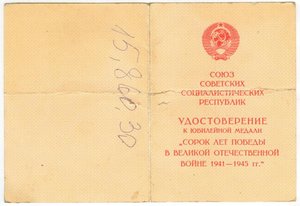 15,860 30
СОЮЗ
СОВЕТСКИХ
СОЦИАЛИСТИЧЕСКИХ
РЕСПУБЛИК
УДОСТОВЕРЕНИЕ
К ЮБИЛЕЙНОЙ МЕДАЛИ
„СОРОК ЛЕТ ПОБЕДЫ
В ВЕЛИКОЙ ОТЕЧЕСТВЕННОЙ
ВОЙНЕ 1941—1945 гг."